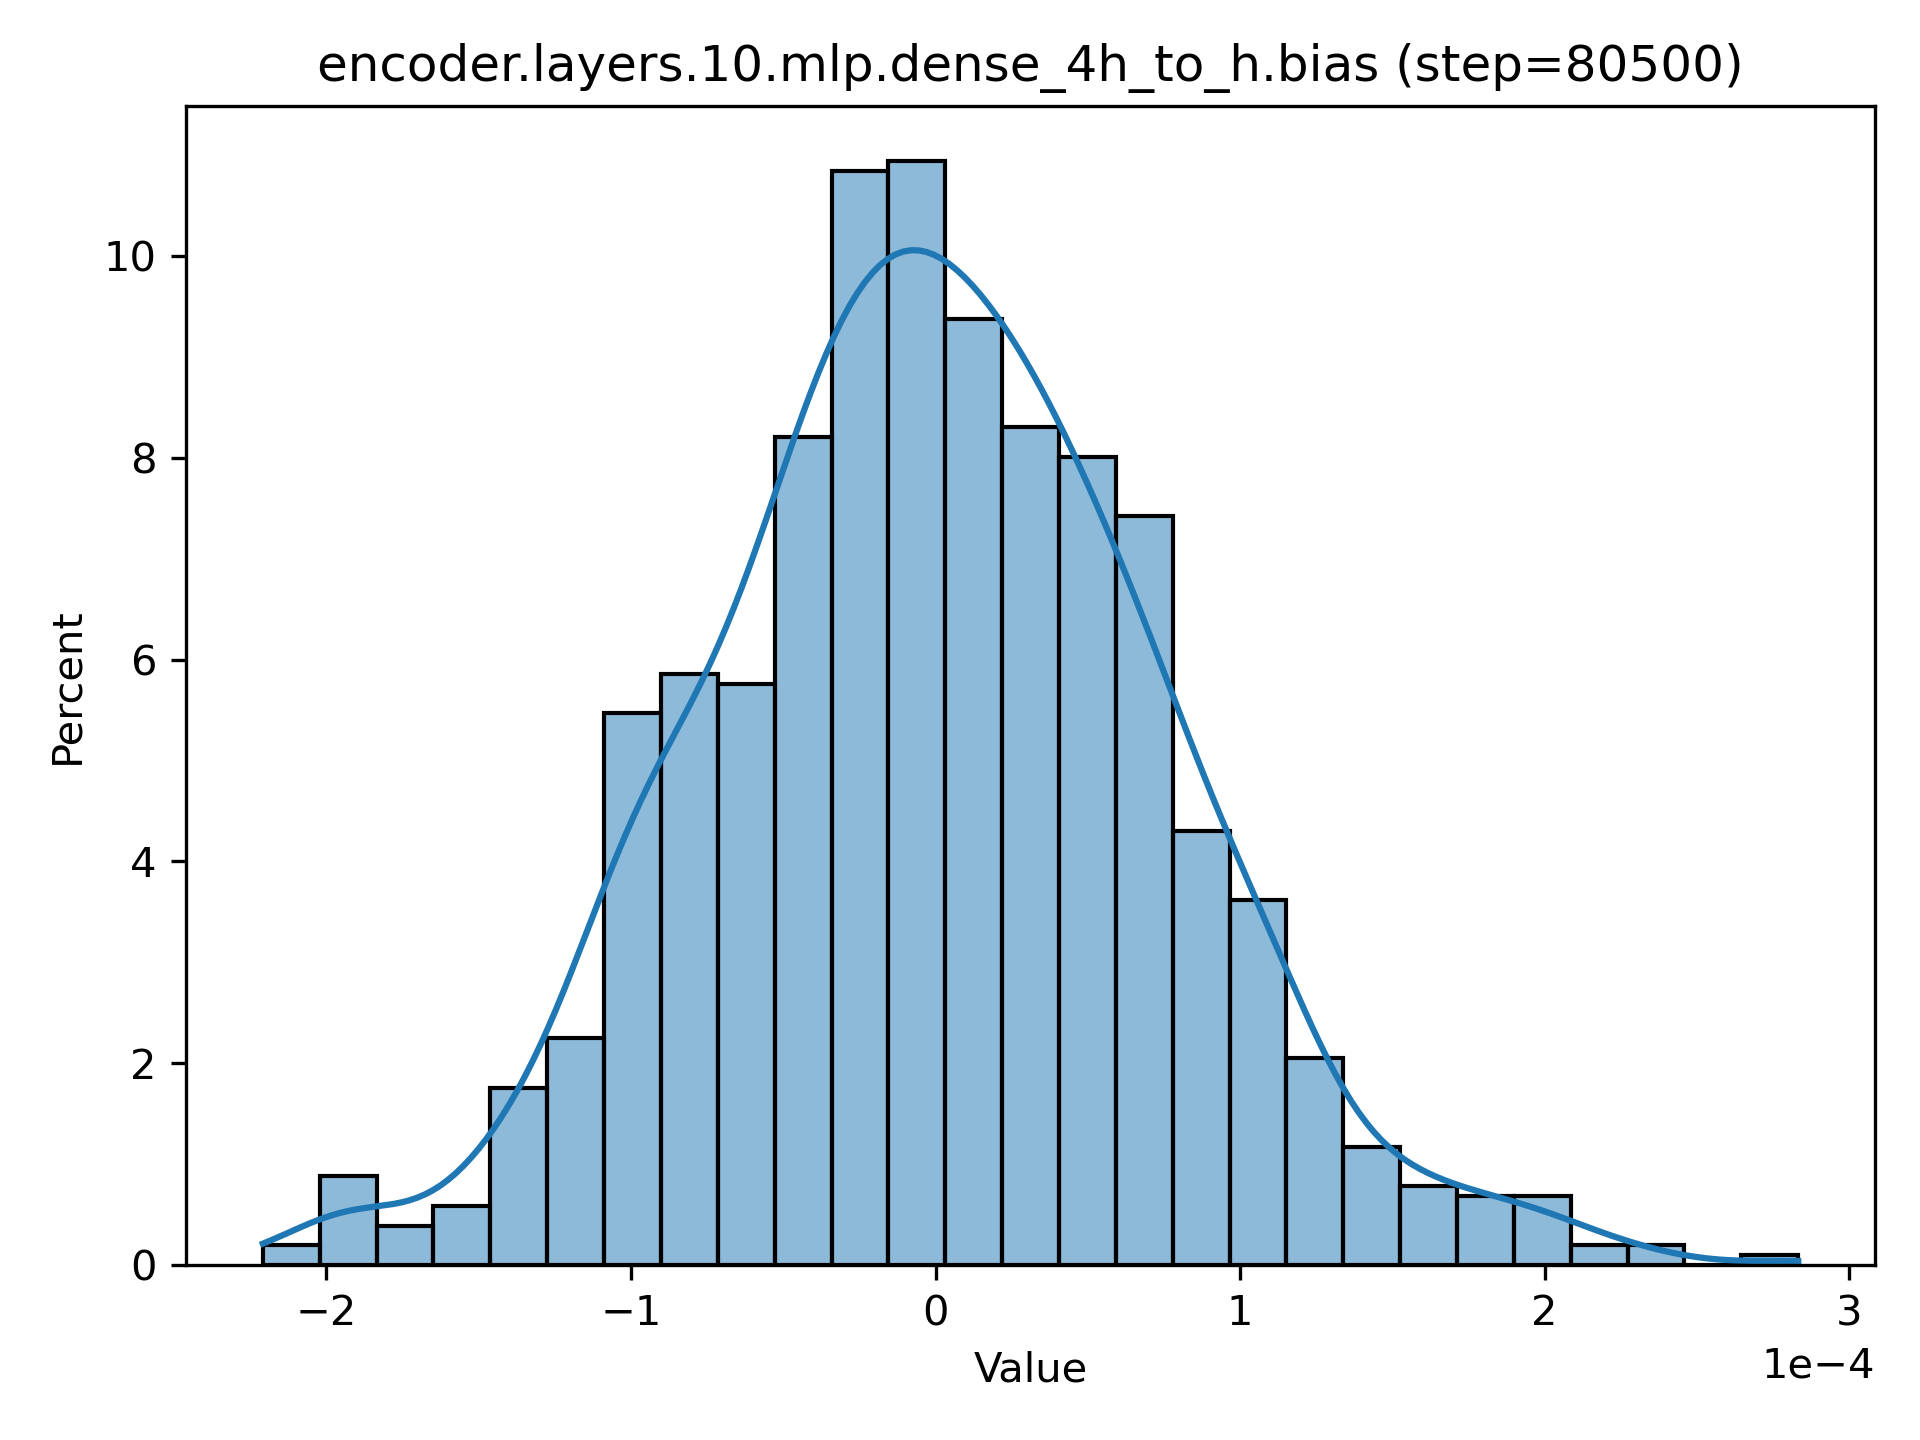 encoder.layers.10.mlp.dense_4h_to_h.bias (step=80500)
Percent
10
8
6
4
2
0
−2 −1 0 1 2 3
1e−4
Value